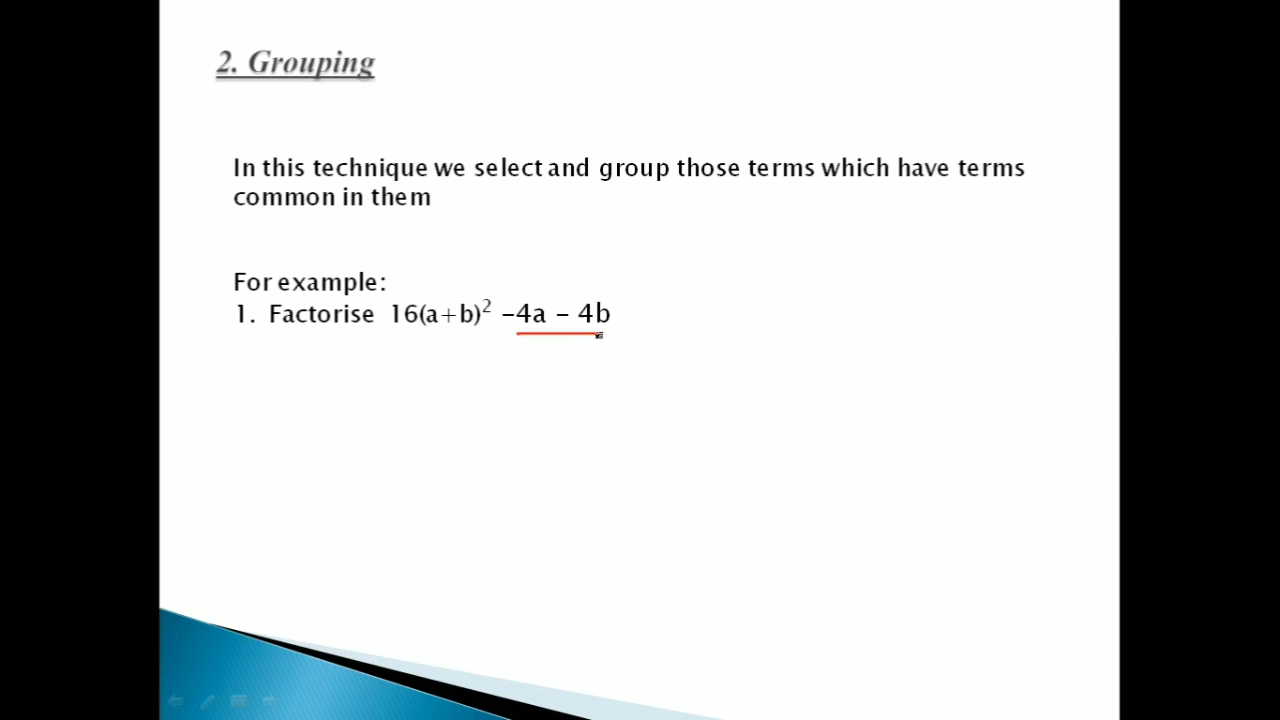 2. Grouping
In this technique we select and group those terms which have terms
common in them
For example:
1. Factorise 16(a+b)² –4a – 4b